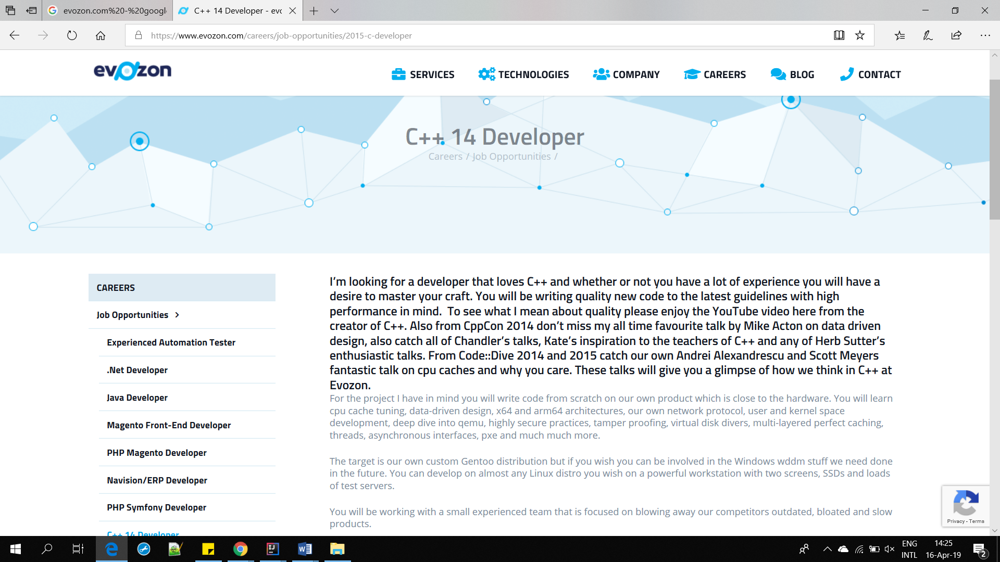 evozon.com%20-%20googl
C++ 14 Developer - evo
https://www.evozon.com/careers/job-opportunities/2015-c-developer
evozon
SERVICES
TECHNOLOGIES
COMPANY
CAREERS
BLOG
CONTACT
C++ 14 Developer
Careers / Job Opportunities /
CAREERS
Job Opportunities
Experienced Automation Tester
.Net Developer
Java Developer
Magento Front-End Developer
PHP Magento Developer
Navision/ERP Developer
PHP Symfony Developer
C++ 14 Developer
I’m looking for a developer that loves C++ and whether or not you have a lot of experience you will have a
desire to master your craft. You will be writing quality new code to the latest guidelines with high
performance in mind.  To see what I mean about quality please enjoy the YouTube video here from the
creator of C++. Also from CppCon 2014 don’t miss my all time favourite talk by Mike Acton on data driven
design, also catch all of Chandler’s talks, Kate’s inspiration to the teachers of C++ and any of Herb Sutter’s
enthusiastic talks. From Code::Dive 2014 and 2015 catch our own Andrei Alexandrescu and Scott Meyers
fantastic talk on cpu caches and why you care. These talks will give you a glimpse of how we think in C++ at
Evozon.
For the project I have in mind you will write code from scratch on our own product which is close to the hardware. You will learn
cpu cache tuning, data-driven design, x64 and arm64 architectures, our own network protocol, user and kernel space
development, deep dive into qemu, highly secure practices, tamper proofing, virtual disk divers, multi-layered perfect caching,
threads, asynchronous interfaces, pxe and much much more.
The target is our own custom Gentoo distribution but if you wish you can be involved in the Windows wddm stuff we need done
in the future. You can develop on almost any Linux distro you wish on a powerful workstation with two screens, SSDs and loads
of test servers.
You will be working with a small experienced team that is focused on blowing away our competitors outdated, bloated and slow
products.
Privacy - Terms
ENG
INTL
14:25
16-Apr-19
2